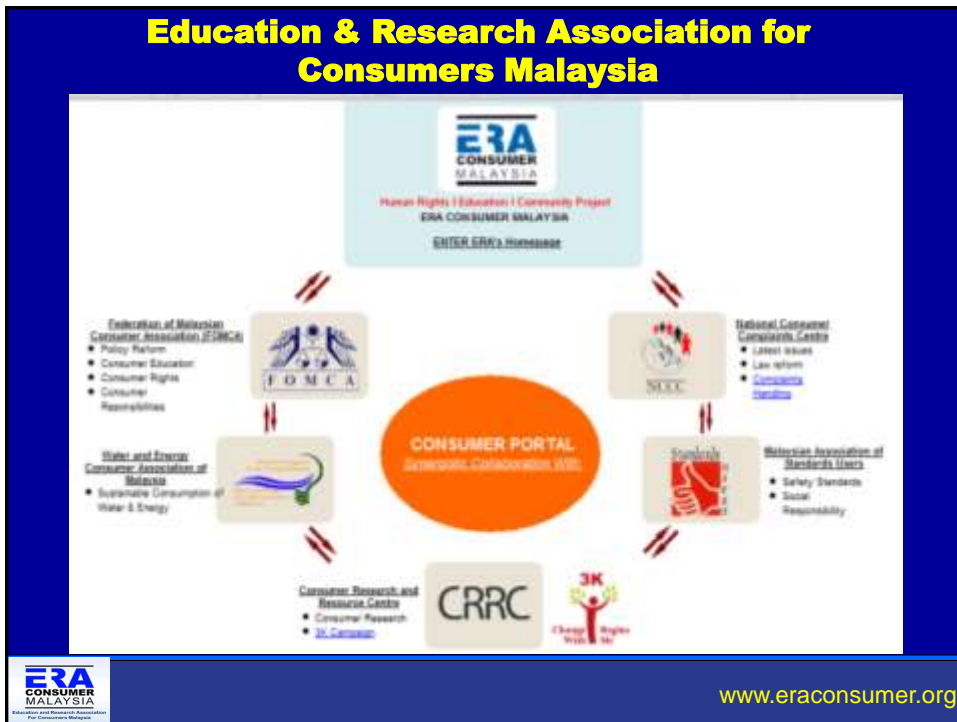 Education & Research Association for
Consumers Malaysia
ERA
CONSUMER
MALAYSIA
Human Rights I Education I Community Project
ERA CONSUMER MALAYSIA
ENTER ERA's Homepage
Federation of Malaysian
Consumer Association (FOMCA)
• Policy Reform
• Consumer Education
• Consumer Rights
• Consumer
Reponsibilities
FOMCA
National Consumer
Complaints Centre
• Latest Issues
• Law reform
• Complaints
Handling
NCCC
CONSUMER PORTAL
Synergistic Collaboration With:
Water and Energy
Consumer Association of
Malaysia
• Sustainable Consumption of
Water & Energy
Standards
Malaysian Association of
Standards Users
• Safety Standards
• Social
Responsibility
Consumer Research and
Resource Centre
• Consumer Research
• 3K Campaign
CRRC
3K
Change Begins
With Me
ERA
CONSUMER
MALAYSIA
Education and Research Association
For Consumers Malaysia
www.eraconsumer.org